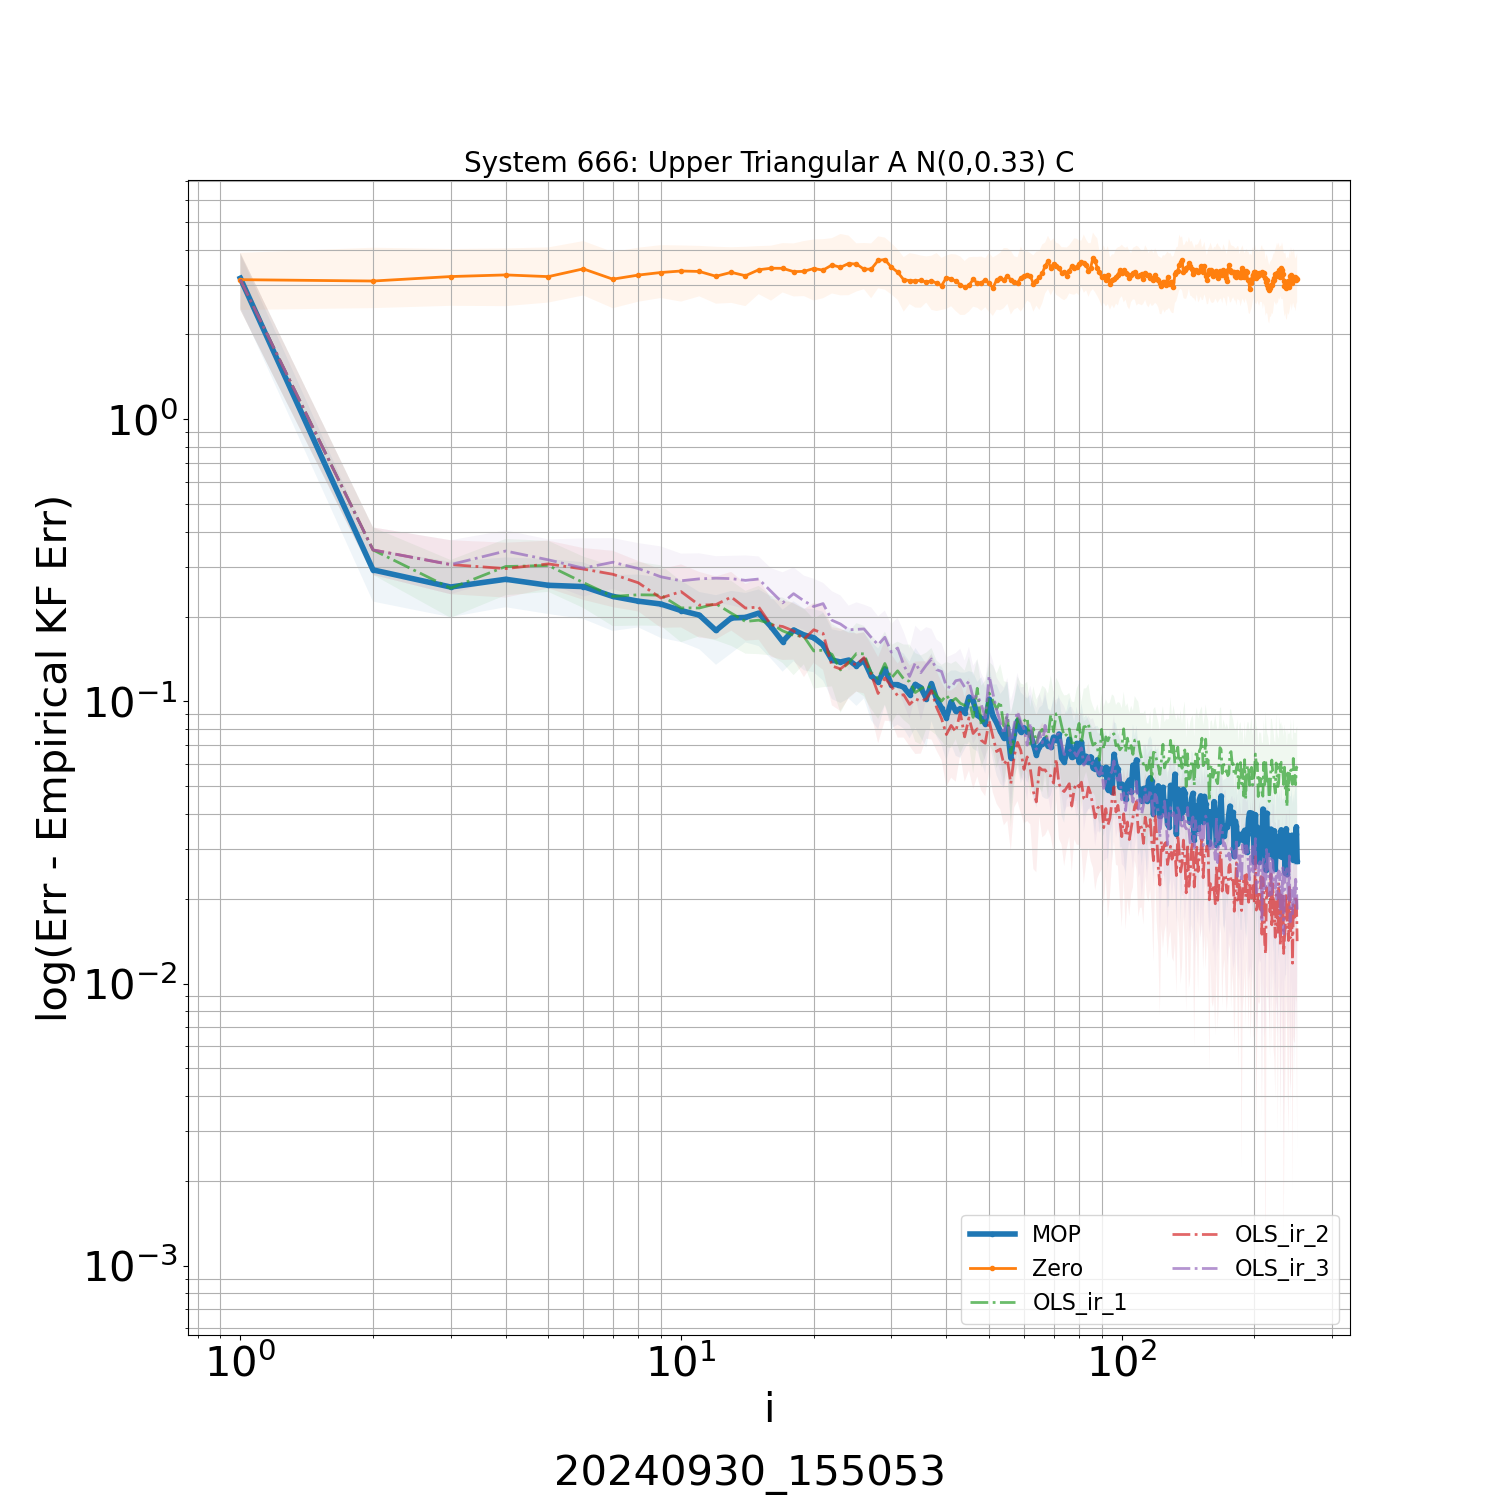 System 666: Upper Triangular A N(0,0.33) C
log(Err - Empirical KF Err)
10⁰
10⁻¹
10⁻²
10⁻³
MOP
Zero
OLS_ir_1
OLS_ir_2
OLS_ir_3
10⁰ 10¹ 10²
i
20240930_155053